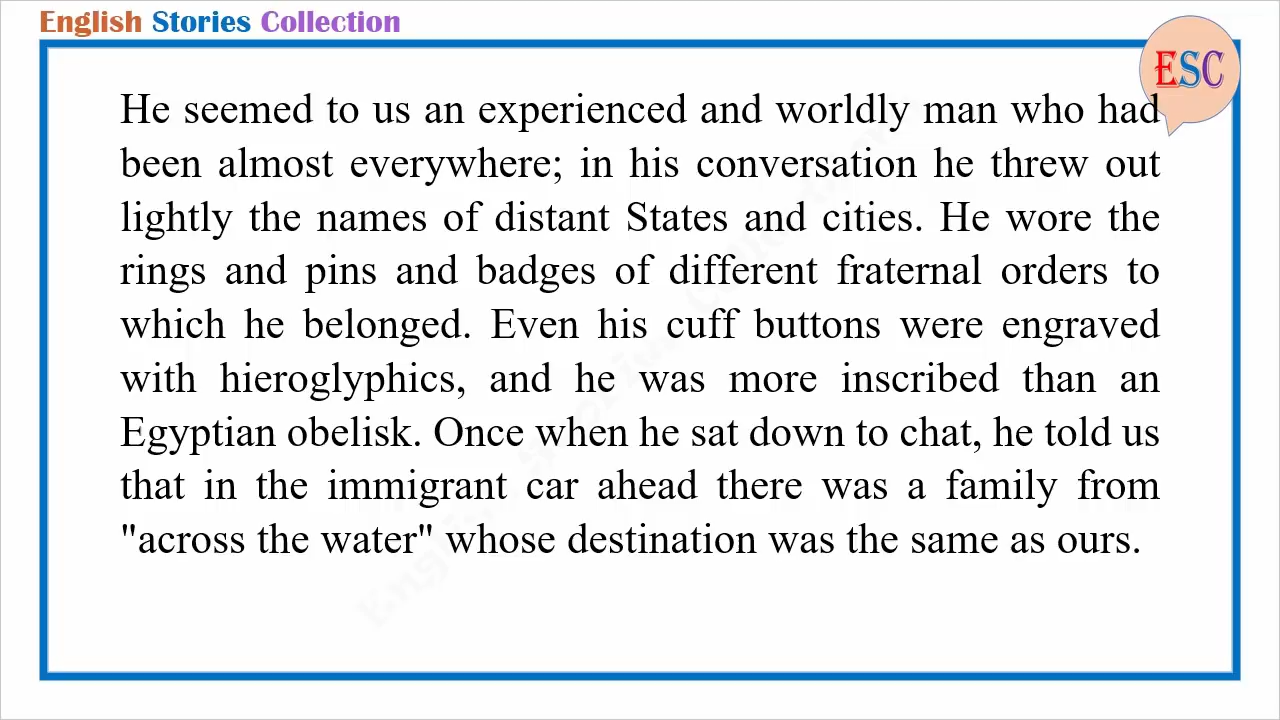 English Stories Collection
ESC
He seemed to us an experienced and worldly man who had
been almost everywhere; in his conversation he threw out
lightly the names of distant States and cities. He wore the
rings and pins and badges of different fraternal orders to
which he belonged. Even his cuff buttons were engraved
with hieroglyphics, and he was more inscribed than an
Egyptian obelisk. Once when he sat down to chat, he told us
that in the immigrant car ahead there was a family from
"across the water" whose destination was the same as ours.